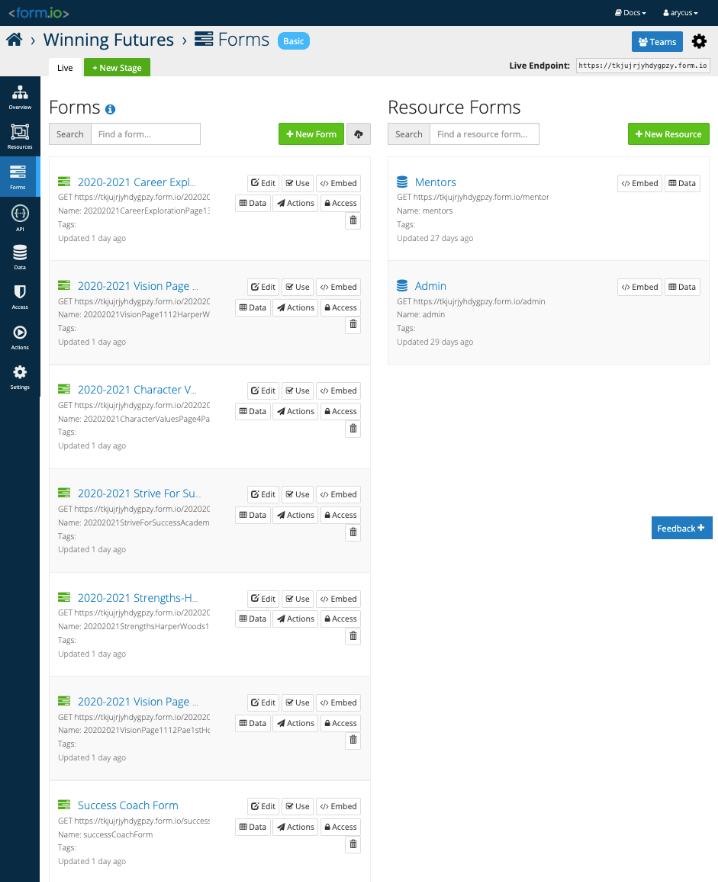 <form.io>
Docs
arycus
> Winning Futures > Forms Basic
Teams
Live
+ New Stage
Live Endpoint: https://tkjujrjyhdygpzy.form.io
Overview
Resources
Forms
API
Data
Access
Actions
Settings
Forms
Search Find a form...
+ New Form
2020-2021 Career Expl...
Edit Use Embed
GET https://tkjujrjyhdygpzy.form.io/202020
Name: 20202021CareerExplorationPage13
Data Actions Access
Tags:
Updated 1 day ago
2020-2021 Vision Page ...
Edit Use Embed
GET https://tkjujrjyhdygpzy.form.io/202020
Name: 20202021VisionPage1112HarperW
Data Actions Access
Tags:
Updated 1 day ago
2020-2021 Character V...
Edit Use Embed
GET https://tkjujrjyhdygpzy.form.io/202020
Name: 20202021CharacterValuesPage4Pa
Data Actions Access
Tags:
Updated 1 day ago
2020-2021 Strive For Su...
Edit Use Embed
GET https://tkjujrjyhdygpzy.form.io/202020
Name: 20202021StriveForSuccessAcadem
Data Actions Access
Tags:
Updated 1 day ago
2020-2021 Strengths-H...
Edit Use Embed
GET https://tkjujrjyhdygpzy.form.io/202020
Name: 20202021StrengthsHarperWoods1
Data Actions Access
Tags:
Updated 1 day ago
2020-2021 Vision Page ...
Edit Use Embed
GET https://tkjujrjyhdygpzy.form.io/202020
Name: 20202021VisionPage1112Pae1stHo
Data Actions Access
Tags:
Updated 1 day ago
Success Coach Form
Edit Use Embed
GET https://tkjujrjyhdygpzy.form.io/success
Name: successCoachForm
Data Actions Access
Tags:
Updated 1 day ago
Resource Forms
Search Find a resource form...
+ New Resource
Mentors
Embed Data
GET https://tkjujrjyhdygpzy.form.io/mentor
Name: mentors
Tags:
Updated 27 days ago
Admin
Embed Data
GET https://tkjujrjyhdygpzy.form.io/admin
Name: admin
Tags:
Updated 29 days ago
Feedback +